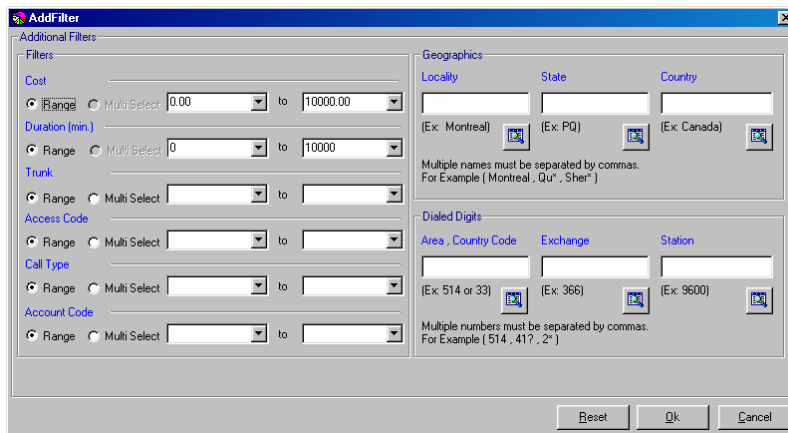 AddFilter
Additional Filters
Filters
Cost
Range Multi Select 0.00 to 10000.00
Duration (min.)
Range Multi Select 0 to 10000
Trunk
Range Multi Select to
Access Code
Range Multi Select to
Call Type
Range Multi Select to
Account Code
Range Multi Select to
Geographics
Locality State Country
(Ex: Montreal) (Ex: PQ) (Ex: Canada)
Multiple names must be separated by commas.
For Example ( Montreal , Qu* , Sher* )
Dialed Digits
Area , Country Code Exchange Station
(Ex: 514 or 33) (Ex: 366) (Ex: 9600)
Multiple numbers must be separated by commas.
For Example ( 514 , 41? , 2* )
Reset Ok Cancel